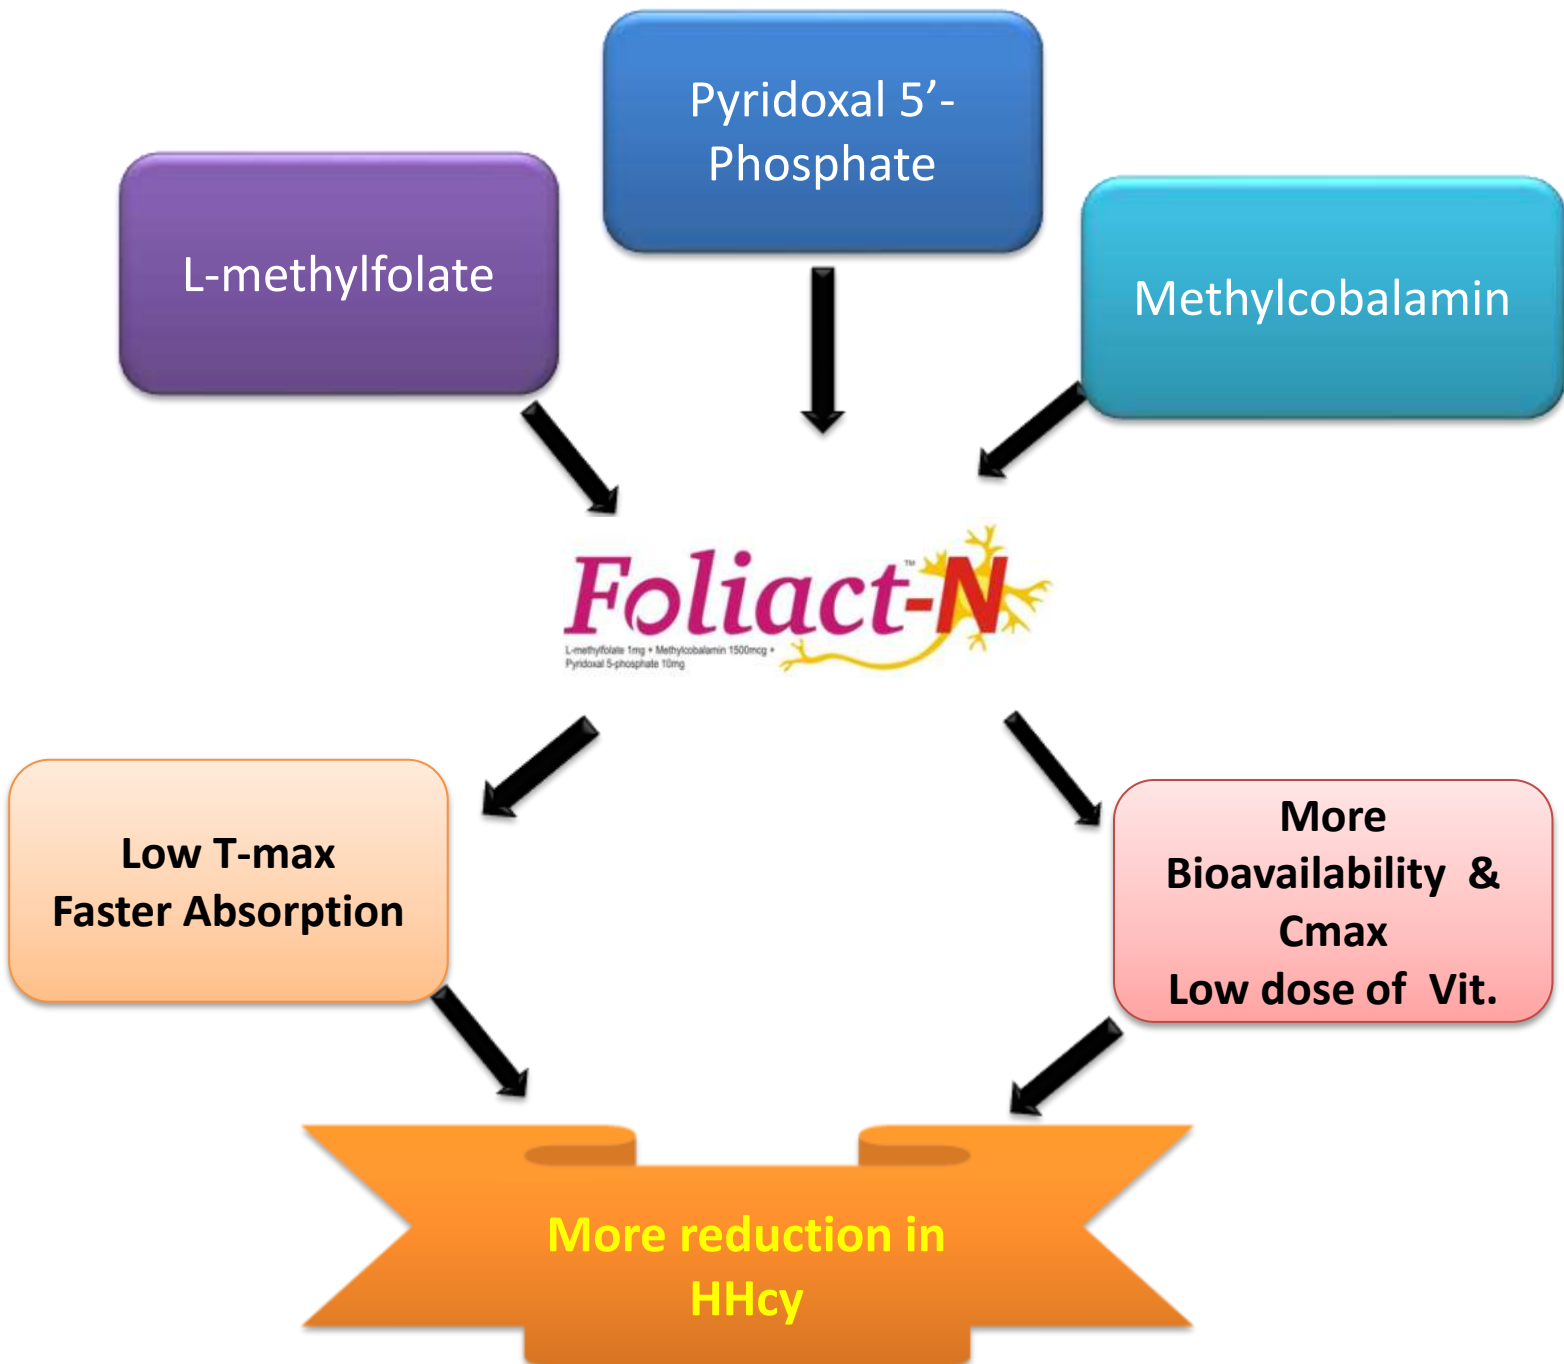 Pyridoxal 5’-
Phosphate
L-methylfolate
Methylcobalamin
Foliact-N™
L-methylfolate 1mg + Methylcobalamin 1500mcg +
Pyridoxal 5-phosphate 10mg
Low T-max
Faster Absorption
More
Bioavailability &
Cmax
Low dose of Vit.
More reduction in
HHcy